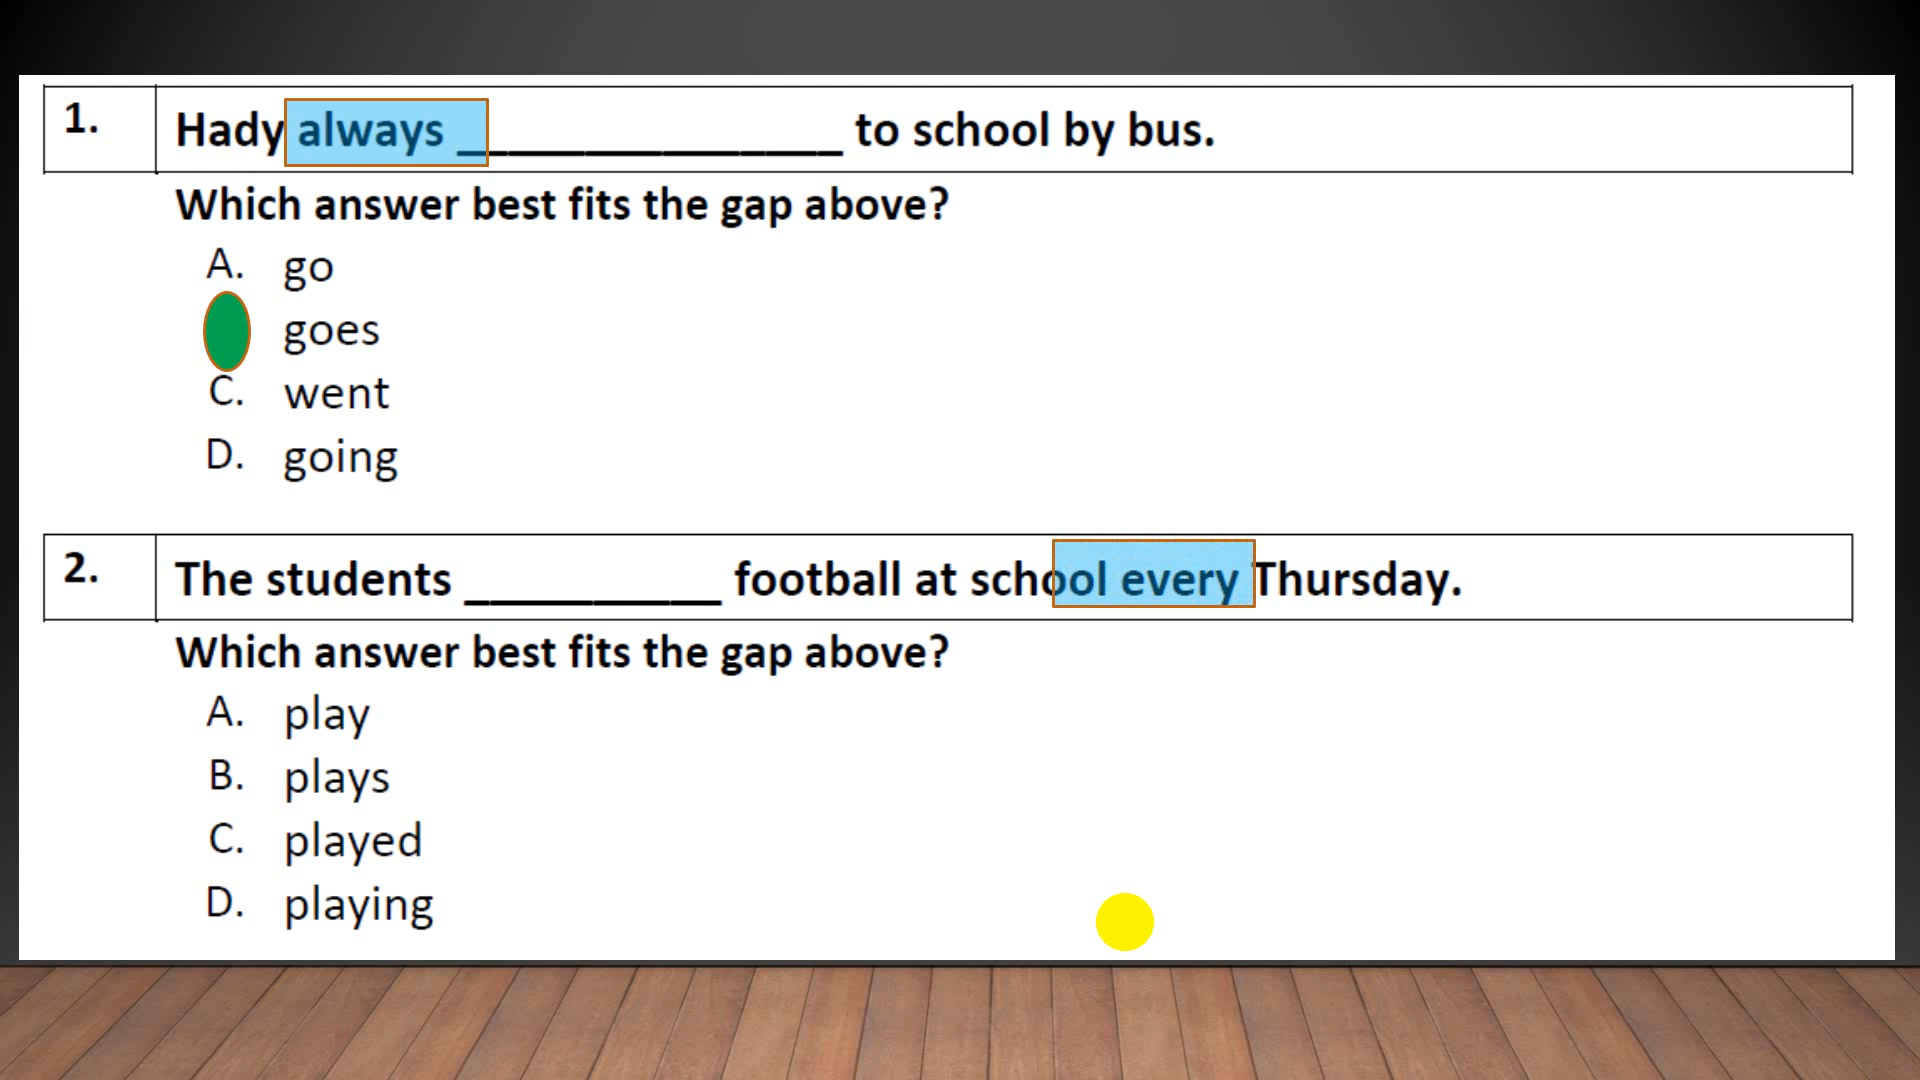 1. Hady always _______________ to school by bus.
Which answer best fits the gap above?
A. go
goes
C. went
D. going
2. The students __________ football at school every Thursday.
Which answer best fits the gap above?
A. play
B. plays
C. played
D. playing